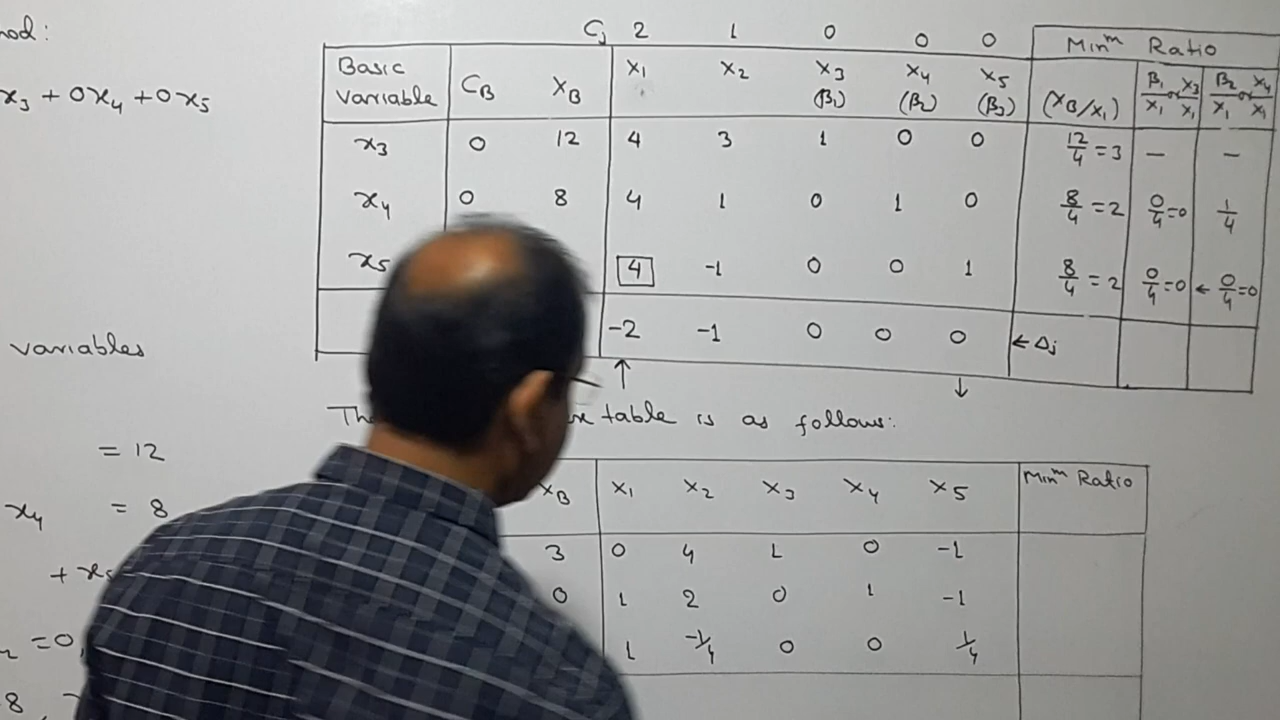 od:
x3 + 0x4 + 0x5
variables
= 12
x4 = 8
+ x5
= 0,
8
Cj 2 1 0 0 0 Minm Ratio
Basic Variable CB XB X1 X2 X3 (β1) X4 (β2) X5 (β3) (XB/X1) β1/X1 or X3/X1 β2/X1 or X4/X1
x3 0 12 4 3 1 0 0 12/4 = 3 — —
x4 0 8 4 1 0 1 0 8/4 = 2 0/4 = 0 1/4
x5 4 -1 0 0 1 8/4 = 2 0/4 = 0 ← 0/4 = 0
-2 -1 0 0 0 ← Δj
↑ ↓
table is as follows:
XB X1 X2 X3 X4 X5 Minm Ratio
3 0 4 1 0 -1
0 1 2 0 1 -1
1 -1/4 0 0 1/4